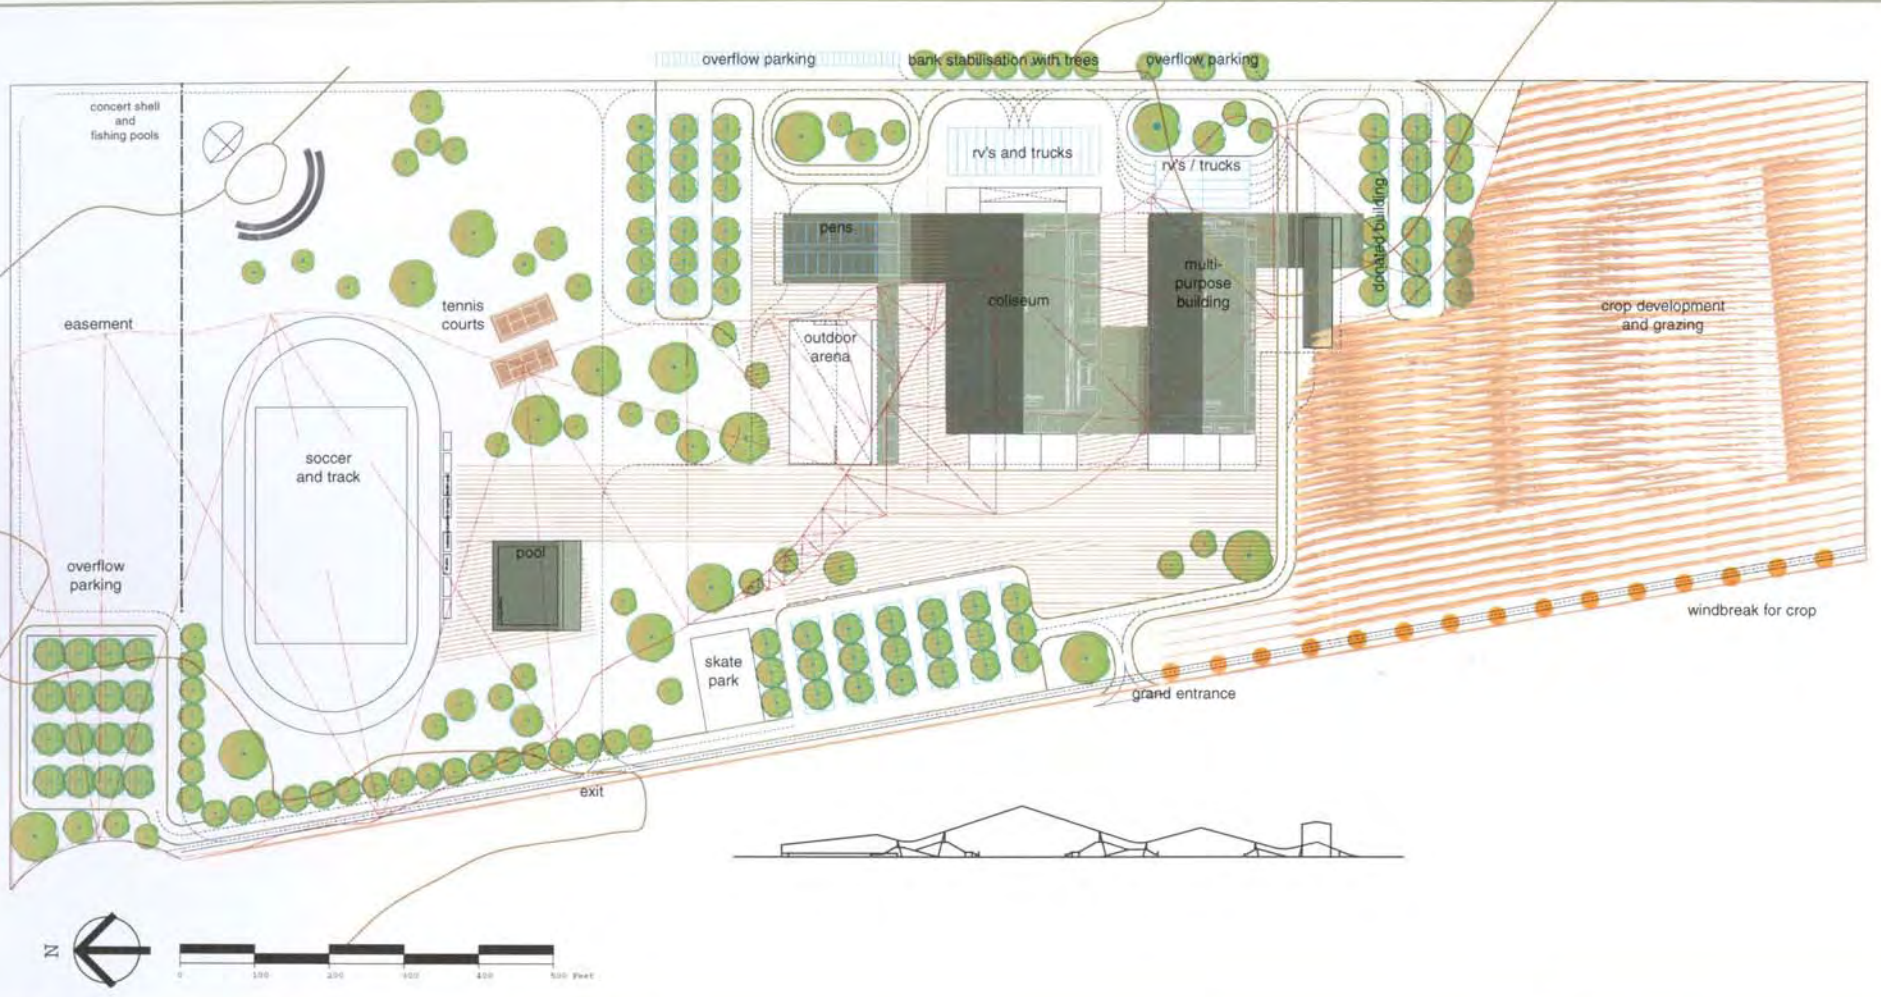 overflow parking
bank stabilisation with trees
overflow parking
concert shell
and
fishing pools
rv's and trucks
rv's / trucks
donated building
pens
multi-
purpose
building
coliseum
tennis
courts
easement
outdoor
arena
crop development
and grazing
soccer
and track
pool
overflow
parking
windbreak for crop
skate
park
grand entrance
exit
N
0 100 200 300 400 500 Feet